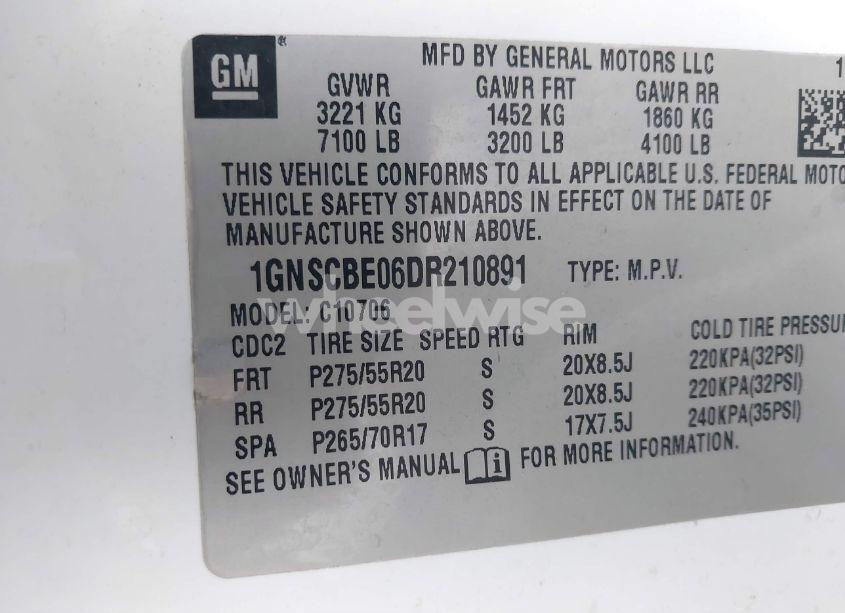 GM
MFD BY GENERAL MOTORS LLC
GVWR GAWR FRT GAWR RR
3221 KG 1452 KG 1860 KG
7100 LB 3200 LB 4100 LB
THIS VEHICLE CONFORMS TO ALL APPLICABLE U.S. FEDERAL MOTO
VEHICLE SAFETY STANDARDS IN EFFECT ON THE DATE OF
MANUFACTURE SHOWN ABOVE.
1GNSCBE06DR210891 TYPE: M.P.V.
MODEL: C10706
wheelwise
CDC2 TIRE SIZE SPEED RTG RIM COLD TIRE PRESSUR
FRT P275/55R20 S 20X8.5J 220KPA(32PSI)
RR P275/55R20 S 20X8.5J 220KPA(32PSI)
SPA P265/70R17 S 17X7.5J 240KPA(35PSI)
SEE OWNER'S MANUAL FOR MORE INFORMATION.